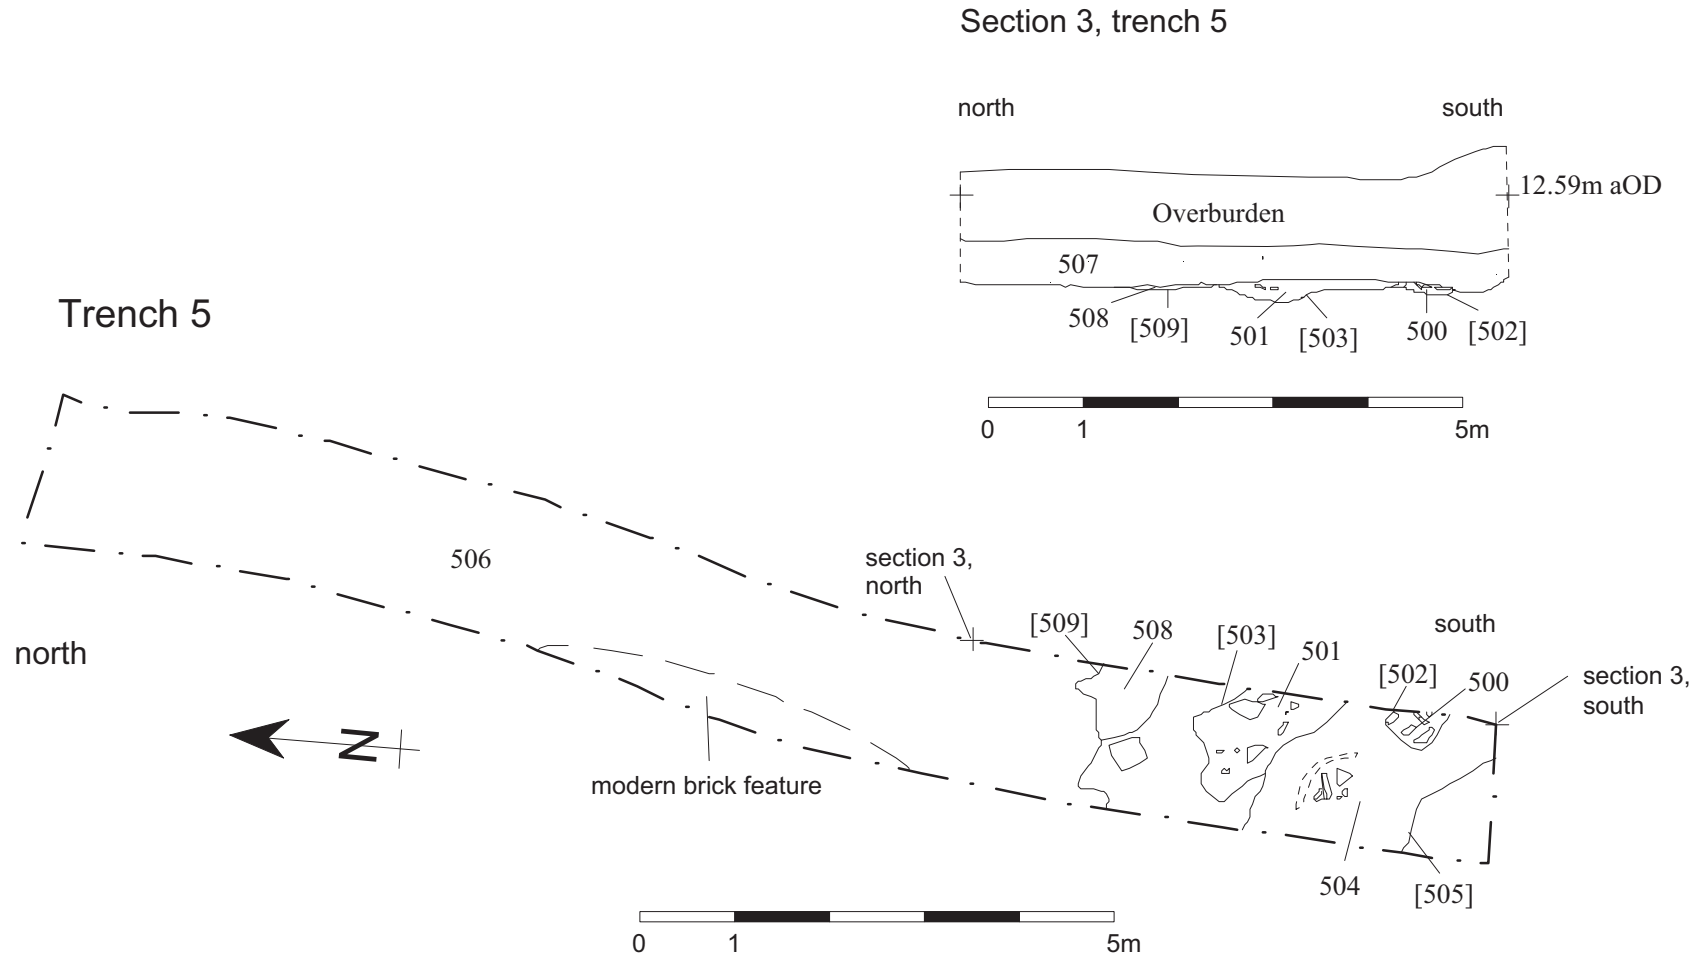 Section 3, trench 5
north
south
12.59m aOD
Overburden
507
508
[509]
501
[503]
500
[502]
0
1
5m
Trench 5
506
section 3,
north
[509]
508
[503]
501
south
[502]
500
section 3,
south
north
N
modern brick feature
504
[505]
0
1
5m